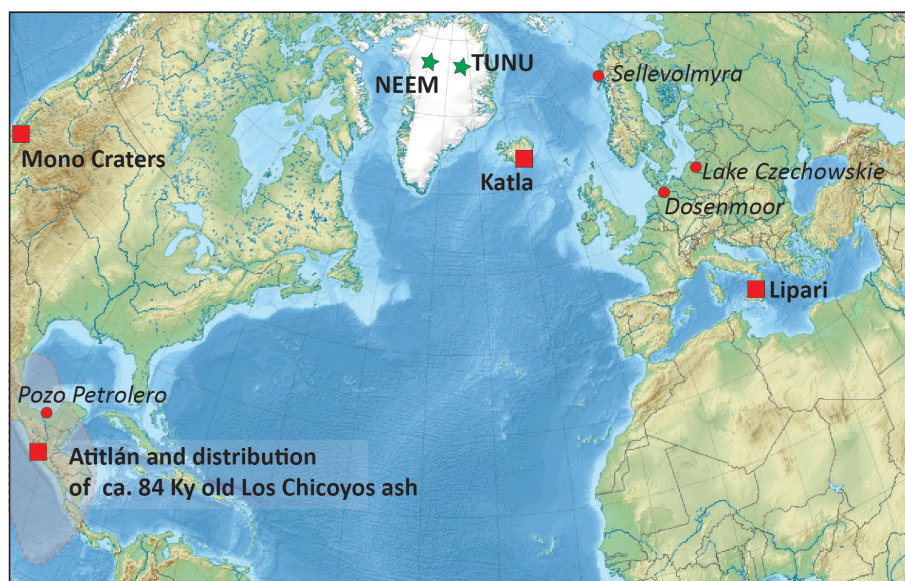 TUNU
NEEM
Sellevolmyra
Mono Craters
Katla
Lake Czechowskie
Dosenmoor
Lipari
Pozo Petrolero
Atitlán and distribution
of ca. 84 Ky old Los Chicoyos ash